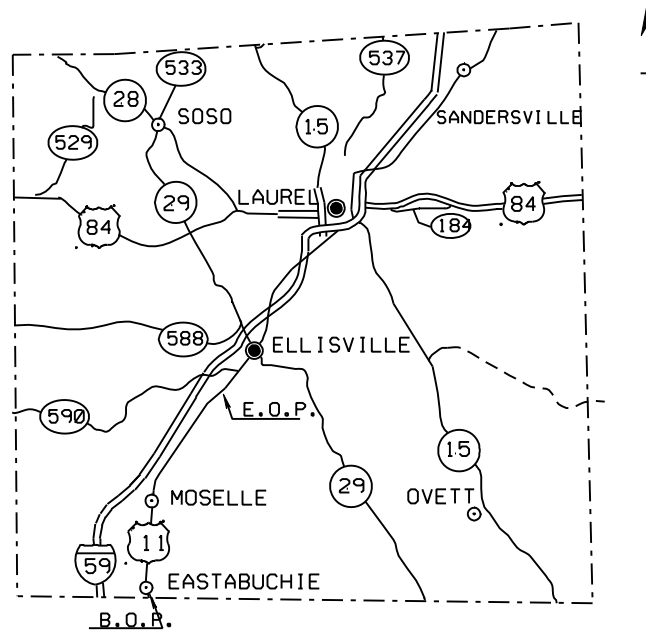 533
537
28
SOSO
15
SANDERSVILLE
529
LAUREL
29
84
84
184
588
ELLISVILLE
590
E.O.P.
15
29
OVETT
MOSELLE
11
59
EASTABUCHIE
B.O.P.